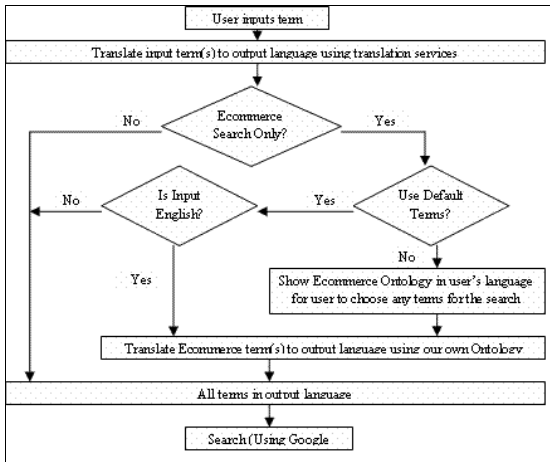 User inputs term
Translate input term(s) to output language using translation services
Ecommerce
Search Only?
No
Yes
Is Input
English?
Use Default
Terms?
No
Yes
No
Yes
Show Ecommerce Ontology in user's language
for user to choose any terms for the search
Translate Ecommerce term(s) to output language using our own Ontology
All terms in output language
Search (Using Google